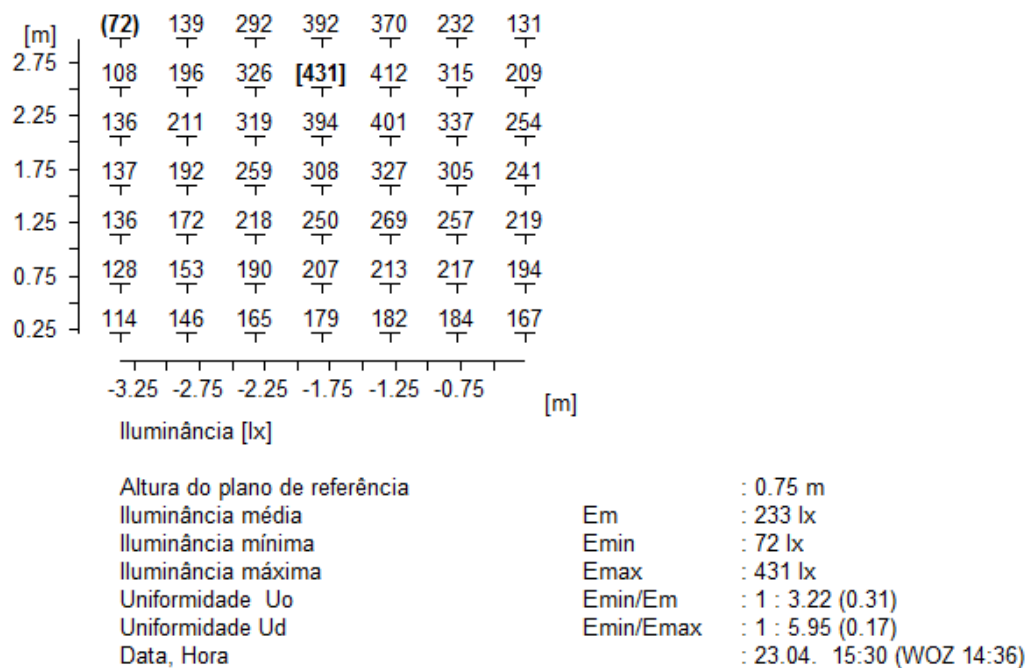 [m] (72) 139 292 392 370 232 131
2.75 108 196 326 [431] 412 315 209
2.25 136 211 319 394 401 337 254
1.75 137 192 259 308 327 305 241
1.25 136 172 218 250 269 257 219
0.75 128 153 190 207 213 217 194
0.25 114 146 165 179 182 184 167
-3.25 -2.75 -2.25 -1.75 -1.25 -0.75 [m]
Iluminância [lx]
Altura do plano de referência : 0.75 m
Iluminância média Em : 233 lx
Iluminância mínima Emin : 72 lx
Iluminância máxima Emax : 431 lx
Uniformidade Uo Emin/Em : 1 : 3.22 (0.31)
Uniformidade Ud Emin/Emax : 1 : 5.95 (0.17)
Data, Hora : 23.04. 15:30 (WOZ 14:36)